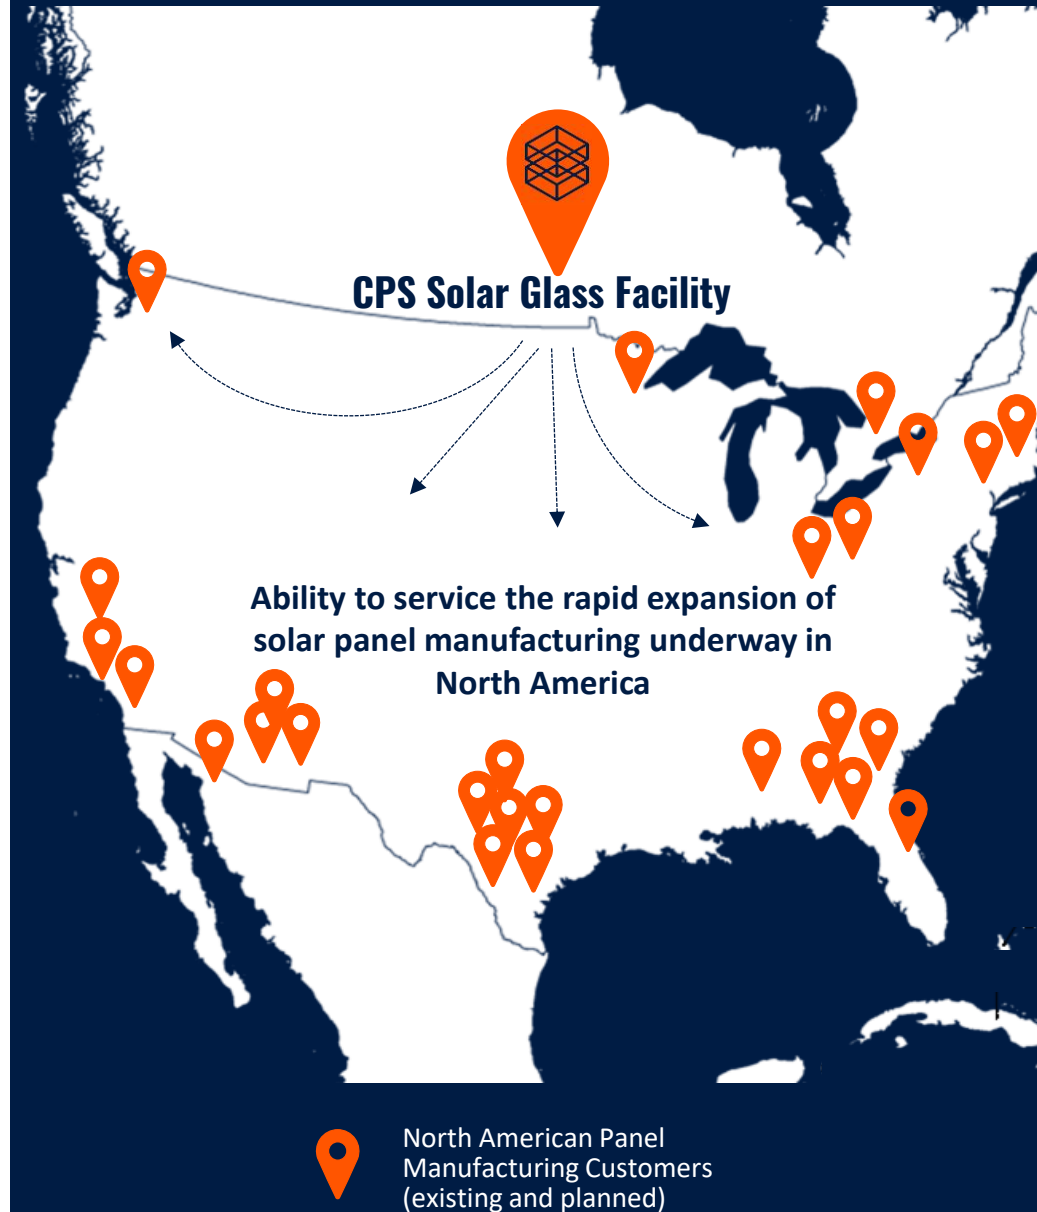 CPS Solar Glass Facility
Ability to service the rapid expansion of
solar panel manufacturing underway in
North America
North American Panel
Manufacturing Customers
(existing and planned)